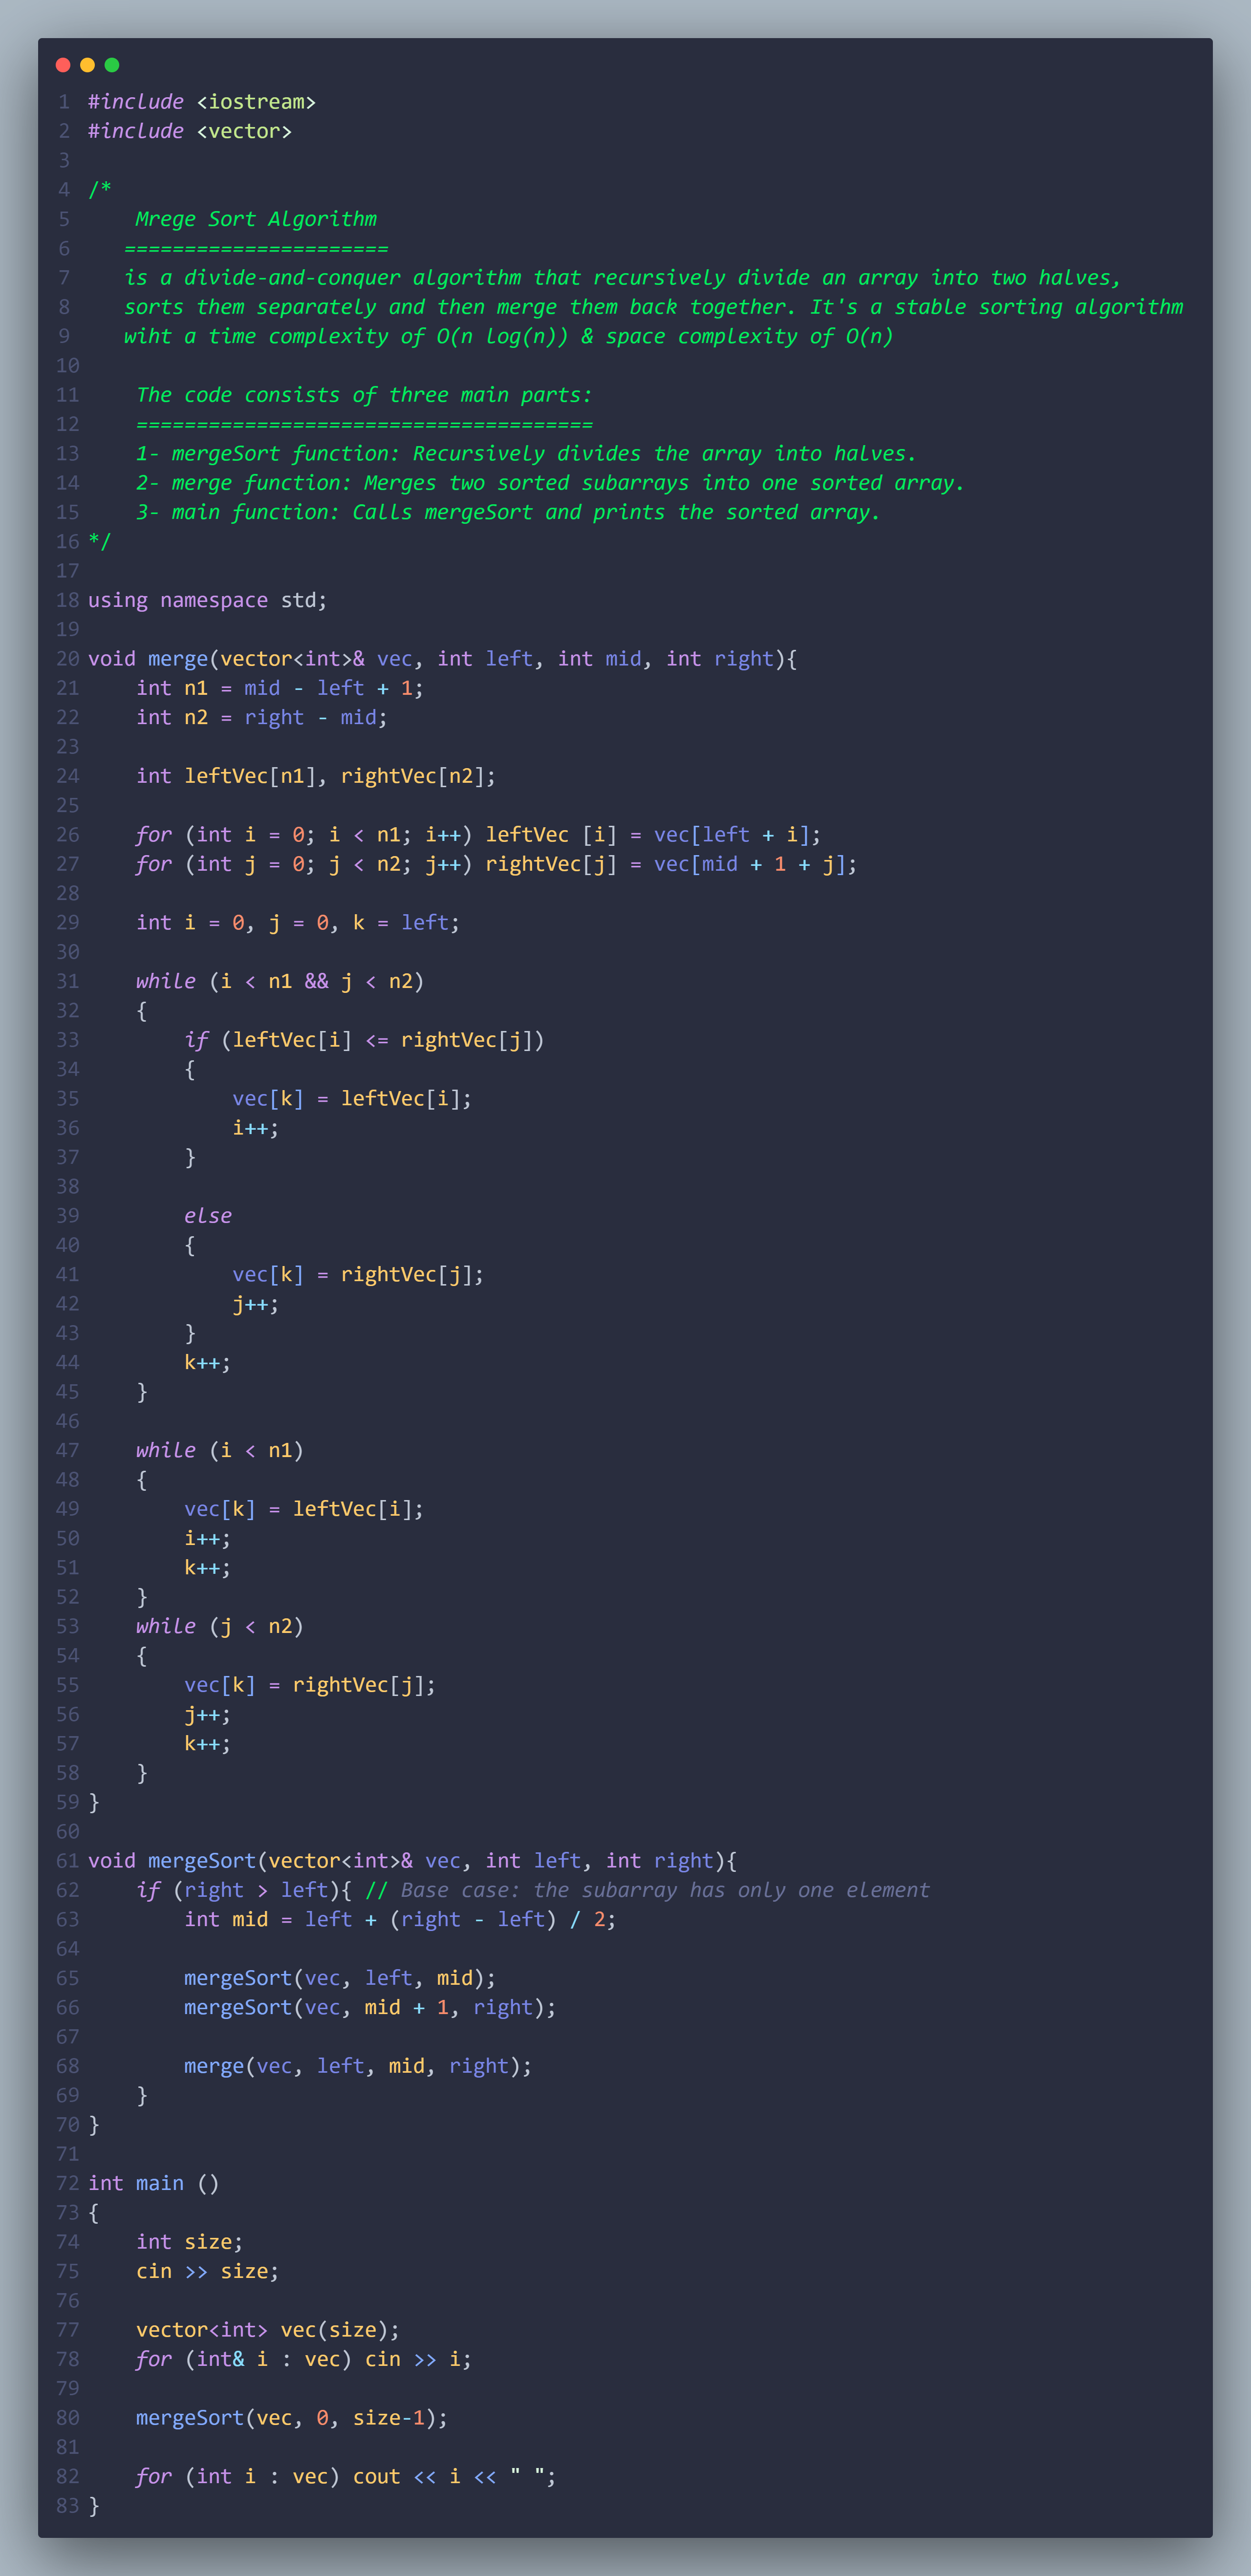 1 #include <iostream>
2 #include <vector>
3
4 /*
5     Mrege Sort Algorithm
6    ======================
7    is a divide-and-conquer algorithm that recursively divide an array into two halves,
8    sorts them separately and then merge them back together. It's a stable sorting algorithm
9    wiht a time complexity of O(n log(n)) & space complexity of O(n)
10
11     The code consists of three main parts:
12     ======================================
13     1- mergeSort function: Recursively divides the array into halves.
14     2- merge function: Merges two sorted subarrays into one sorted array.
15     3- main function: Calls mergeSort and prints the sorted array.
16 */
17
18 using namespace std;
19
20 void merge(vector<int>& vec, int left, int mid, int right){
21     int n1 = mid - left + 1;
22     int n2 = right - mid;
23
24     int leftVec[n1], rightVec[n2];
25
26     for (int i = 0; i < n1; i++) leftVec [i] = vec[left + i];
27     for (int j = 0; j < n2; j++) rightVec[j] = vec[mid + 1 + j];
28
29     int i = 0, j = 0, k = left;
30
31     while (i < n1 && j < n2)
32     {
33         if (leftVec[i] <= rightVec[j])
34         {
35             vec[k] = leftVec[i];
36             i++;
37         }
38
39         else
40         {
41             vec[k] = rightVec[j];
42             j++;
43         }
44         k++;
45     }
46
47     while (i < n1)
48     {
49         vec[k] = leftVec[i];
50         i++;
51         k++;
52     }
53     while (j < n2)
54     {
55         vec[k] = rightVec[j];
56         j++;
57         k++;
58     }
59 }
60
61 void mergeSort(vector<int>& vec, int left, int right){
62     if (right > left){ // Base case: the subarray has only one element
63         int mid = left + (right - left) / 2;
64
65         mergeSort(vec, left, mid);
66         mergeSort(vec, mid + 1, right);
67
68         merge(vec, left, mid, right);
69     }
70 }
71
72 int main ()
73 {
74     int size;
75     cin >> size;
76
77     vector<int> vec(size);
78     for (int& i : vec) cin >> i;
79
80     mergeSort(vec, 0, size-1);
81
82     for (int i : vec) cout << i << " ";
83 }